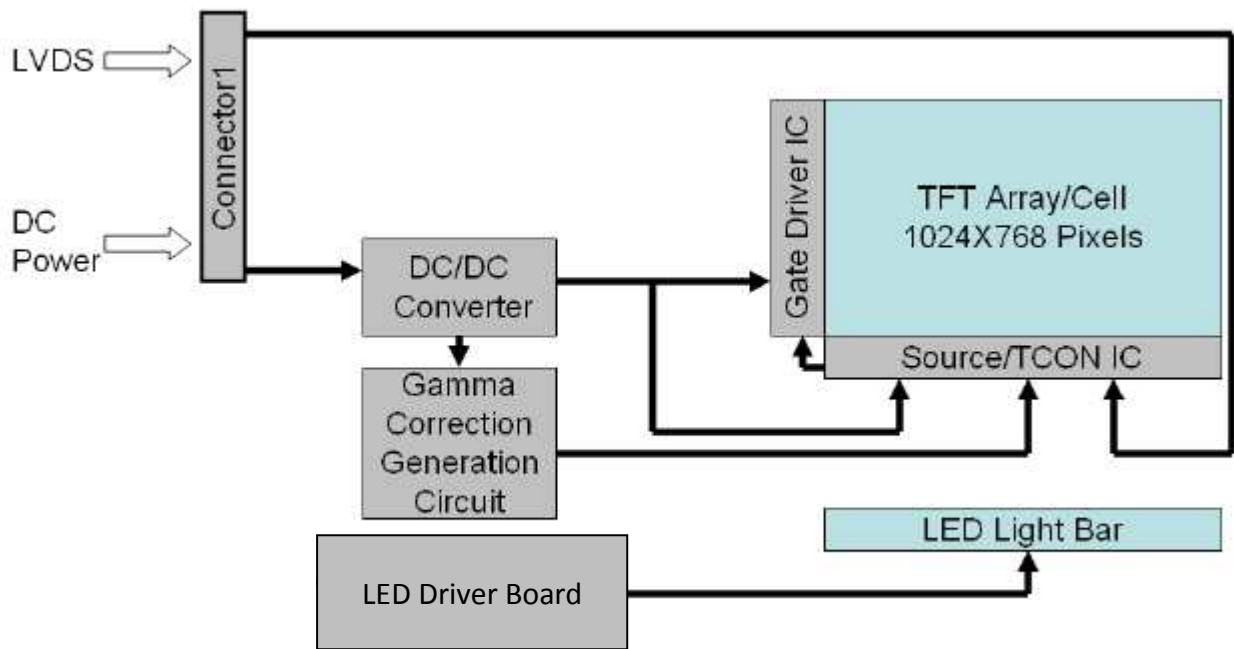 LVDS
Connector1
DC
Power
DC/DC
Converter
Gamma
Correction
Generation
Circuit
LED Driver Board
Gate Driver IC
TFT Array/Cell
1024X768 Pixels
Source/TCON IC
LED Light Bar